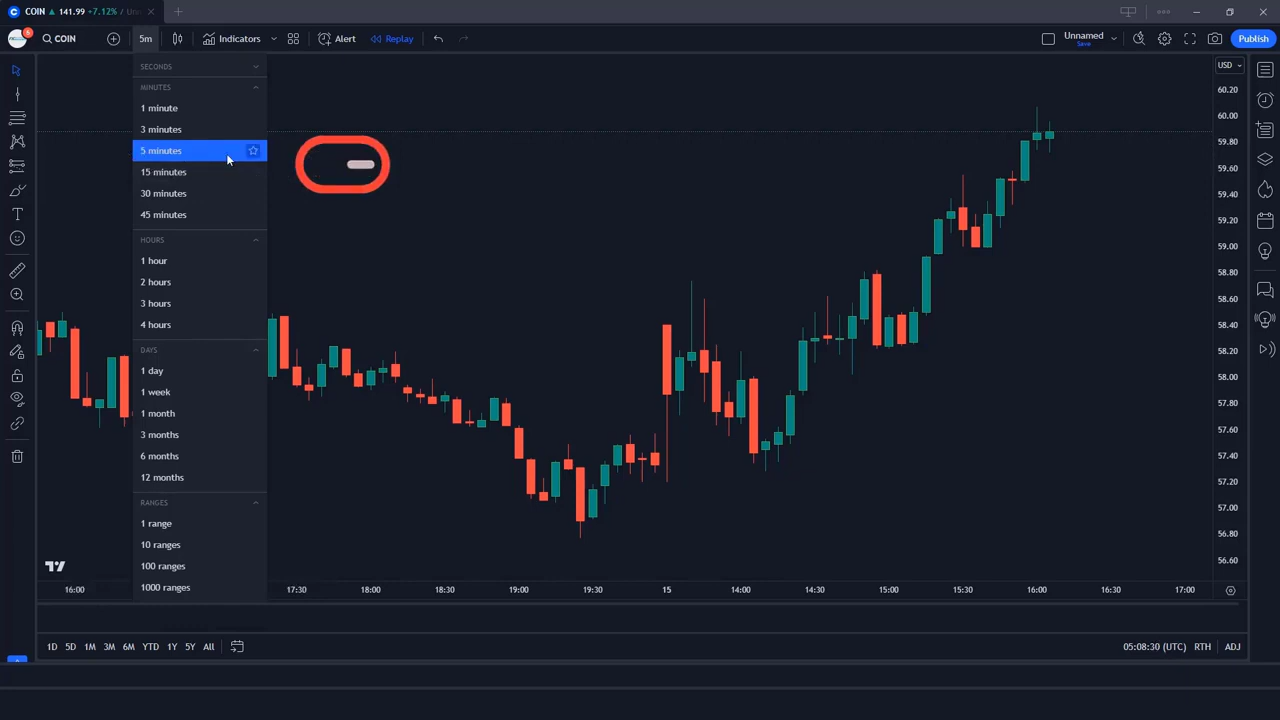 COIN ▲ 141.99 +7.12% / Un
COIN 5m Indicators Alert Replay Unnamed Save Publish
SECONDS
MINUTES
1 minute
3 minutes
5 minutes
15 minutes
30 minutes
45 minutes
HOURS
1 hour
2 hours
3 hours
4 hours
DAYS
1 day
1 week
1 month
3 months
6 months
12 months
RANGES
1 range
10 ranges
100 ranges
1000 ranges
USD
60.20
60.00
59.80
59.60
59.40
59.20
59.00
58.80
58.60
58.40
58.20
58.00
57.80
57.60
57.40
57.20
57.00
56.80
56.60
16:00 17:30 18:00 18:30 19:00 19:30 15 14:00 14:30 15:00 15:30 16:00 16:30 17:00
1D 5D 1M 3M 6M YTD 1Y 5Y All 05:08:30 (UTC) RTH ADJ